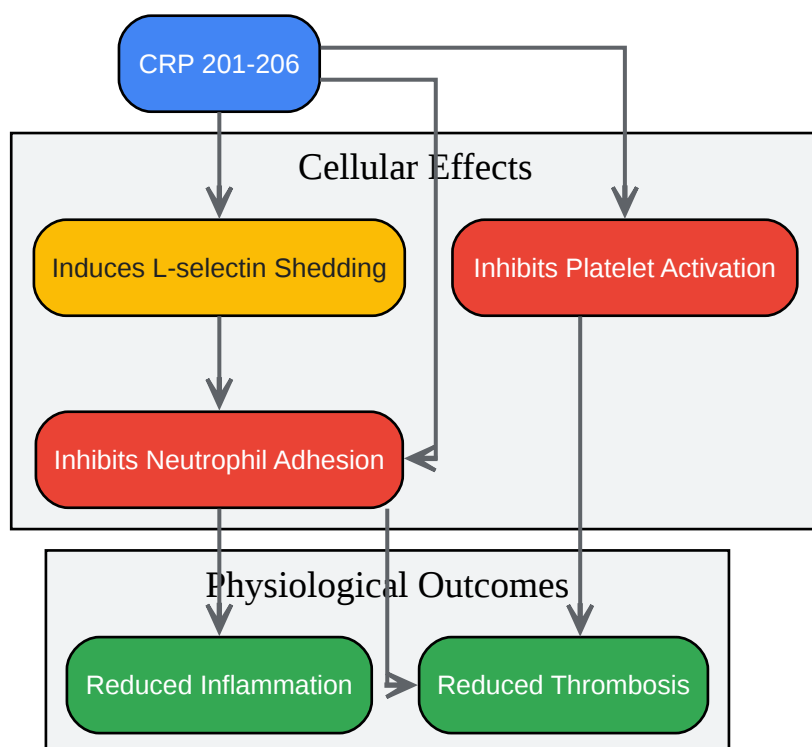 CRP 201-206
Cellular Effects
Induces L-selectin Shedding
Inhibits Platelet Activation
Inhibits Neutrophil Adhesion
Physiological Outcomes
Reduced Inflammation
Reduced Thrombosis